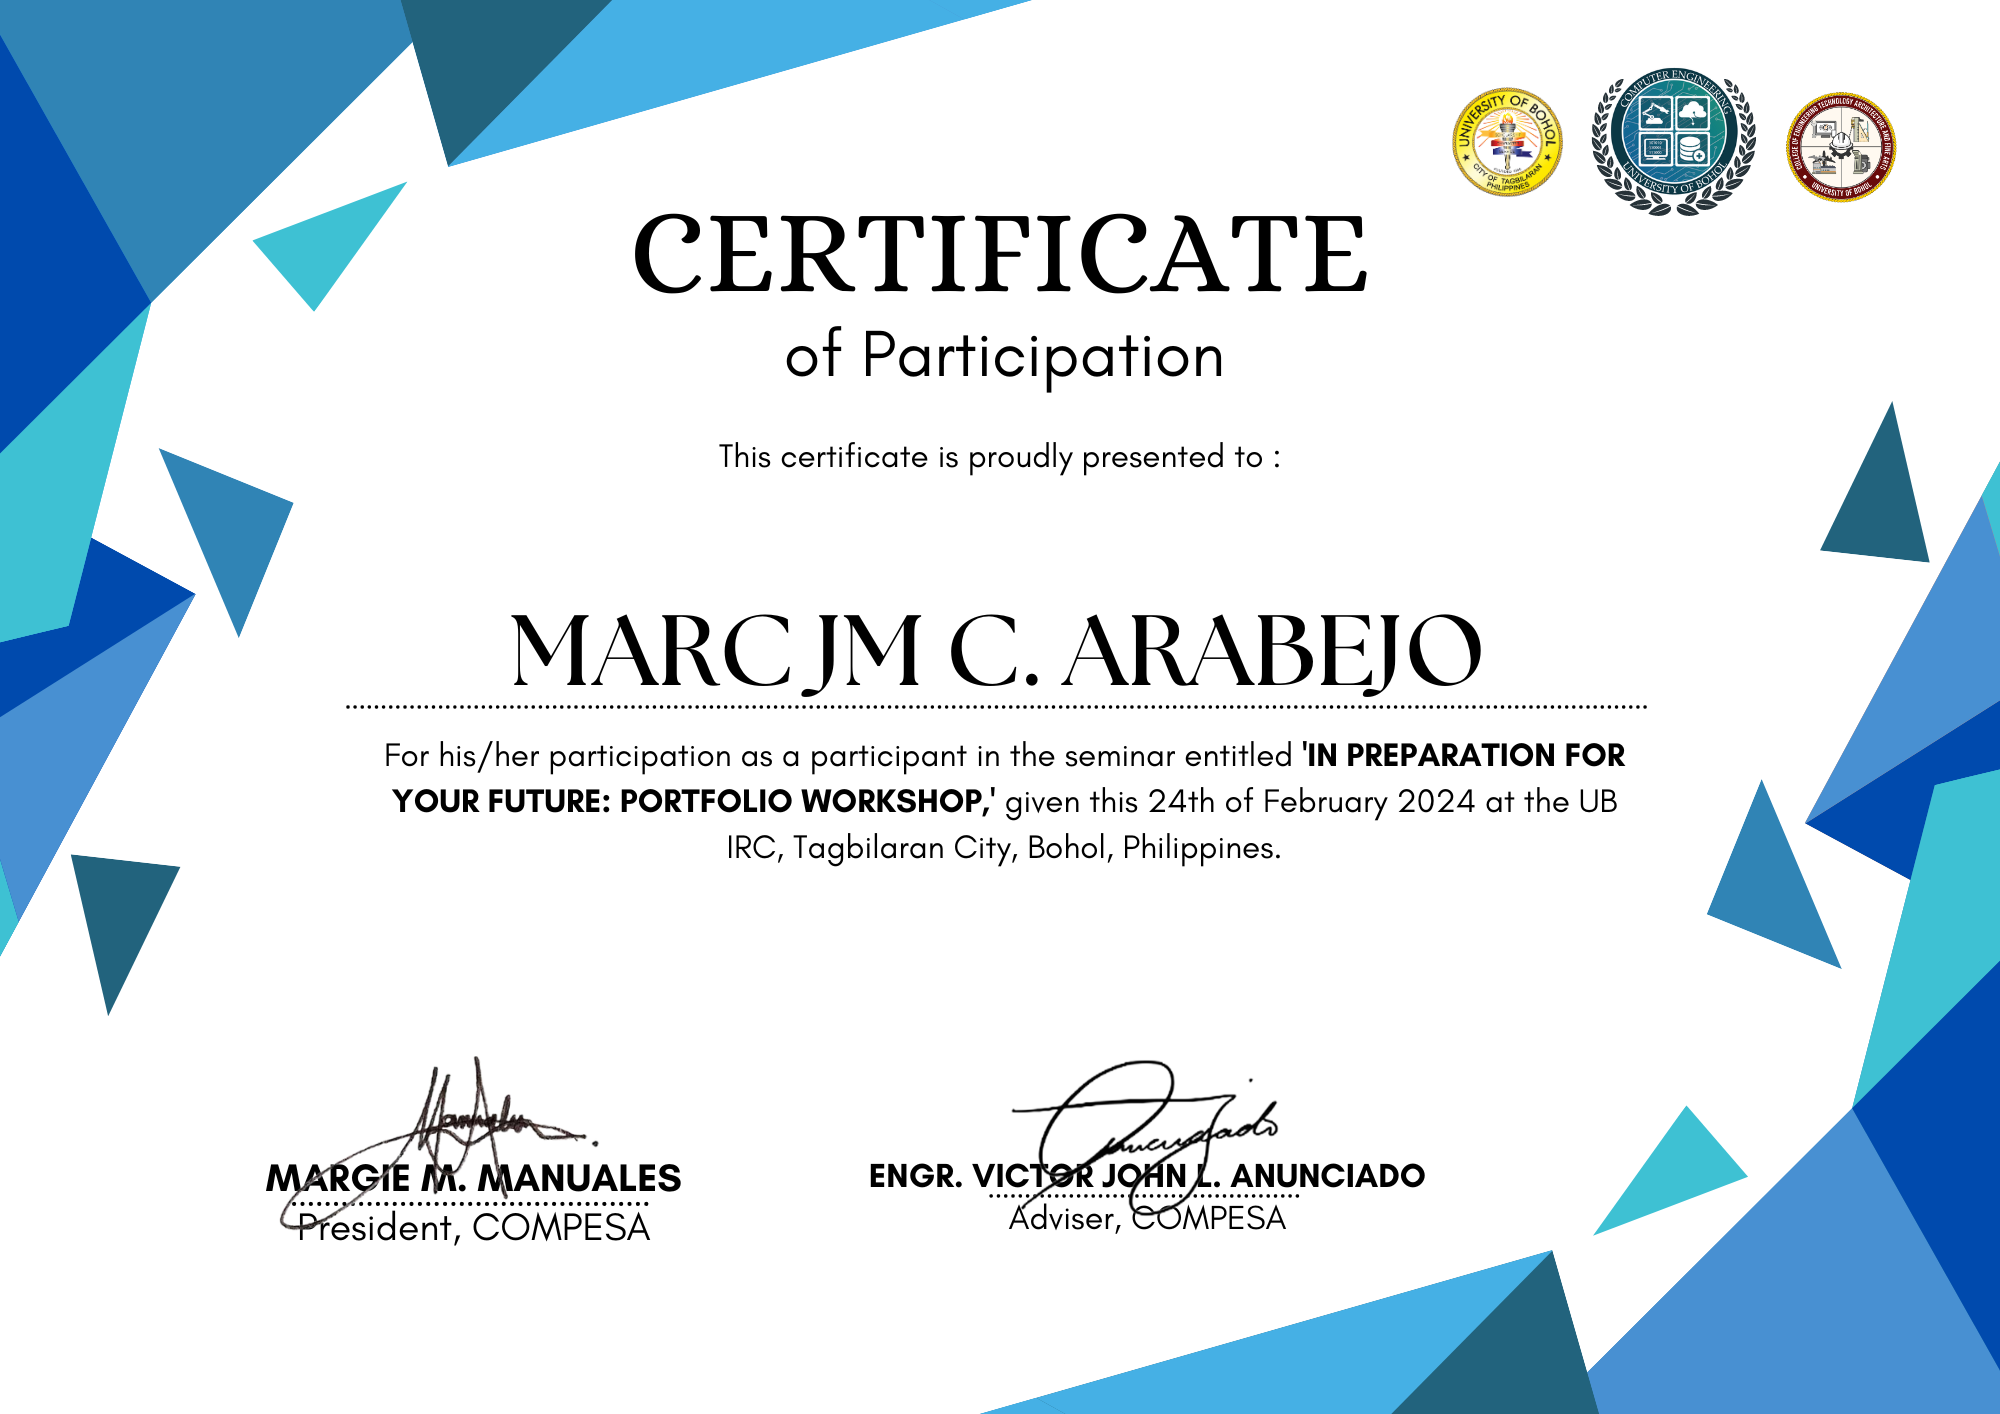 UNIVERSITY OF BOHOL
CITY OF TAGBILARAN
PHILIPPINES
COMPUTER ENGINEERING
UNIVERSITY OF BOHOL
COLLEGE OF ENGINEERING TECHNOLOGY ARCHITECTURE AND FINE ARTS
UNIVERSITY OF BOHOL
CERTIFICATE
of Participation
This certificate is proudly presented to :
MARC JM C. ARABEJO
For his/her participation as a participant in the seminar entitled 'IN PREPARATION FOR
YOUR FUTURE: PORTFOLIO WORKSHOP,' given this 24th of February 2024 at the UB
IRC, Tagbilaran City, Bohol, Philippines.
MARGIE M. MANUALES
President, COMPESA
ENGR. VICTOR JOHN L. ANUNCIADO
Adviser, COMPESA